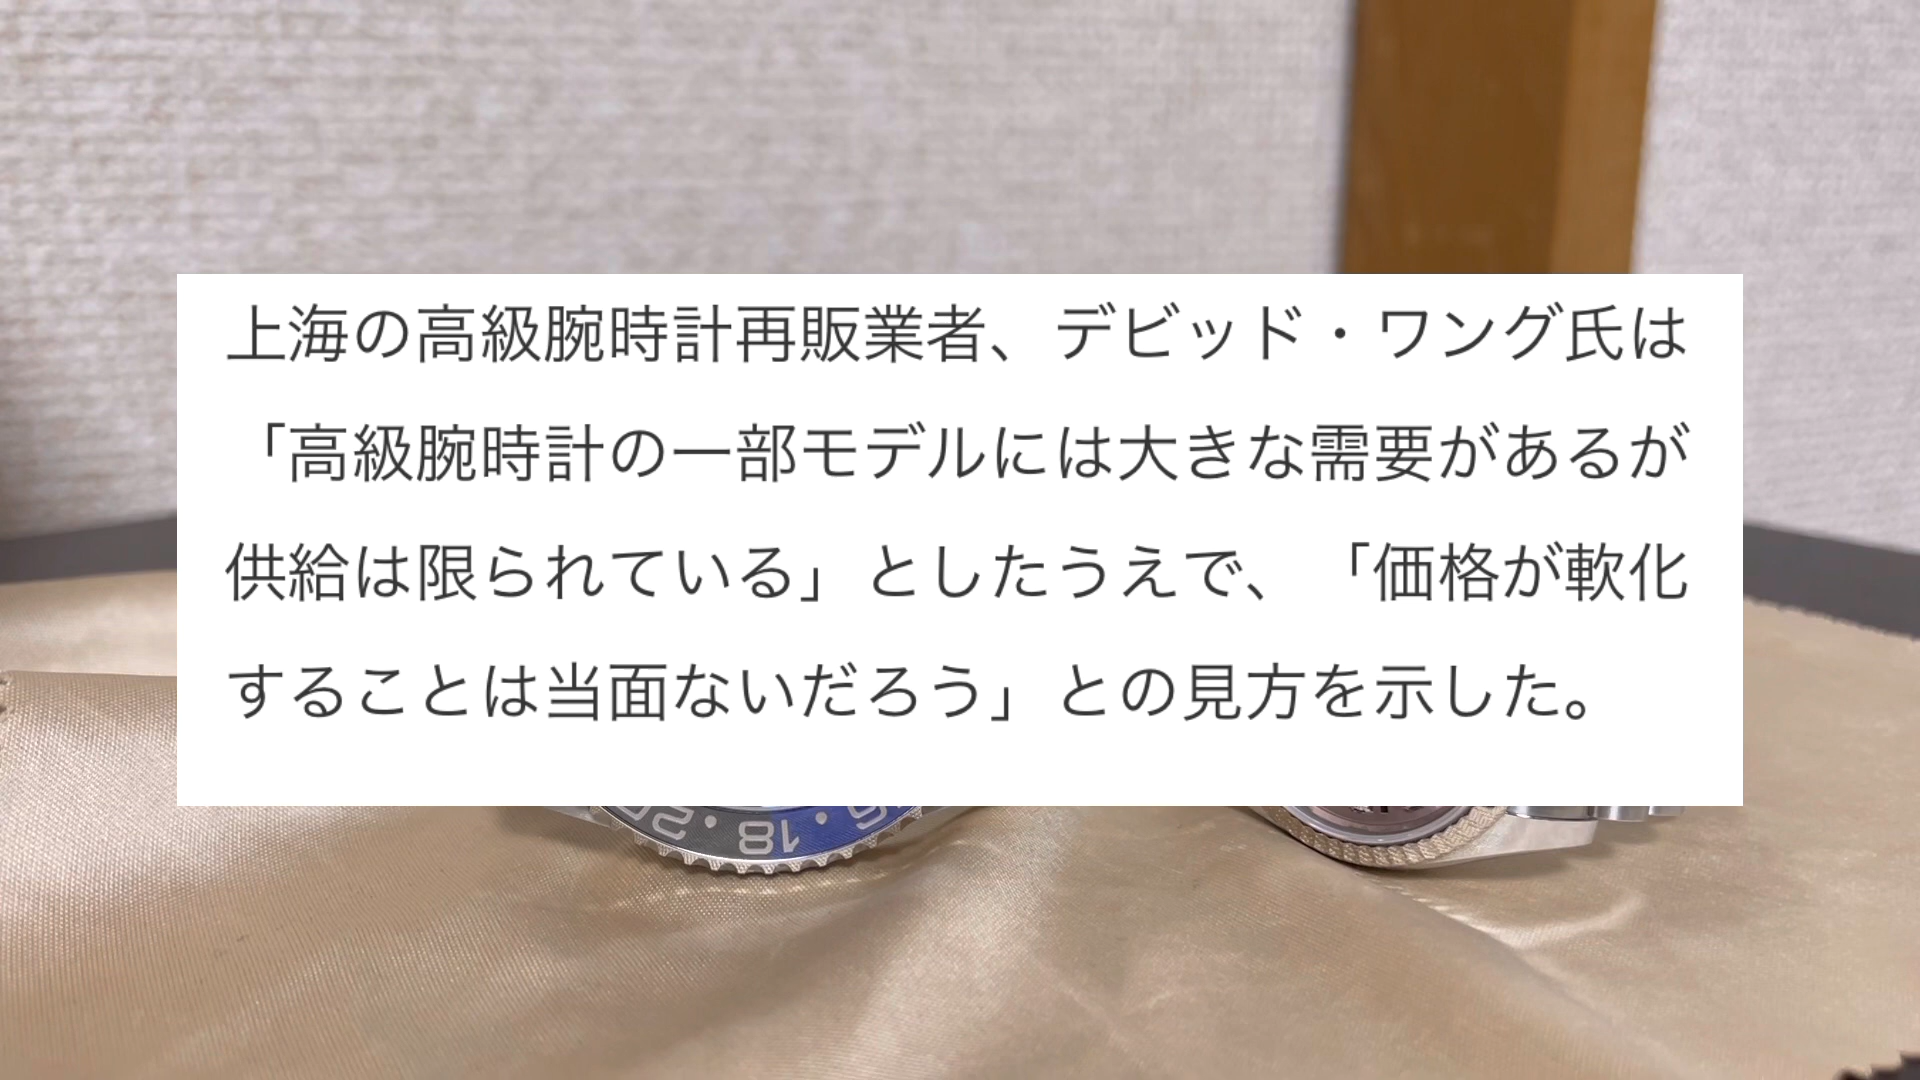 上海の高級腕時計再販業者、デビッド・ワング氏は
「高級腕時計の一部モデルには大きな需要があるが
供給は限られている」としたうえで、「価格が軟化
することは当面ないだろう」との見方を示した。
20・18・16